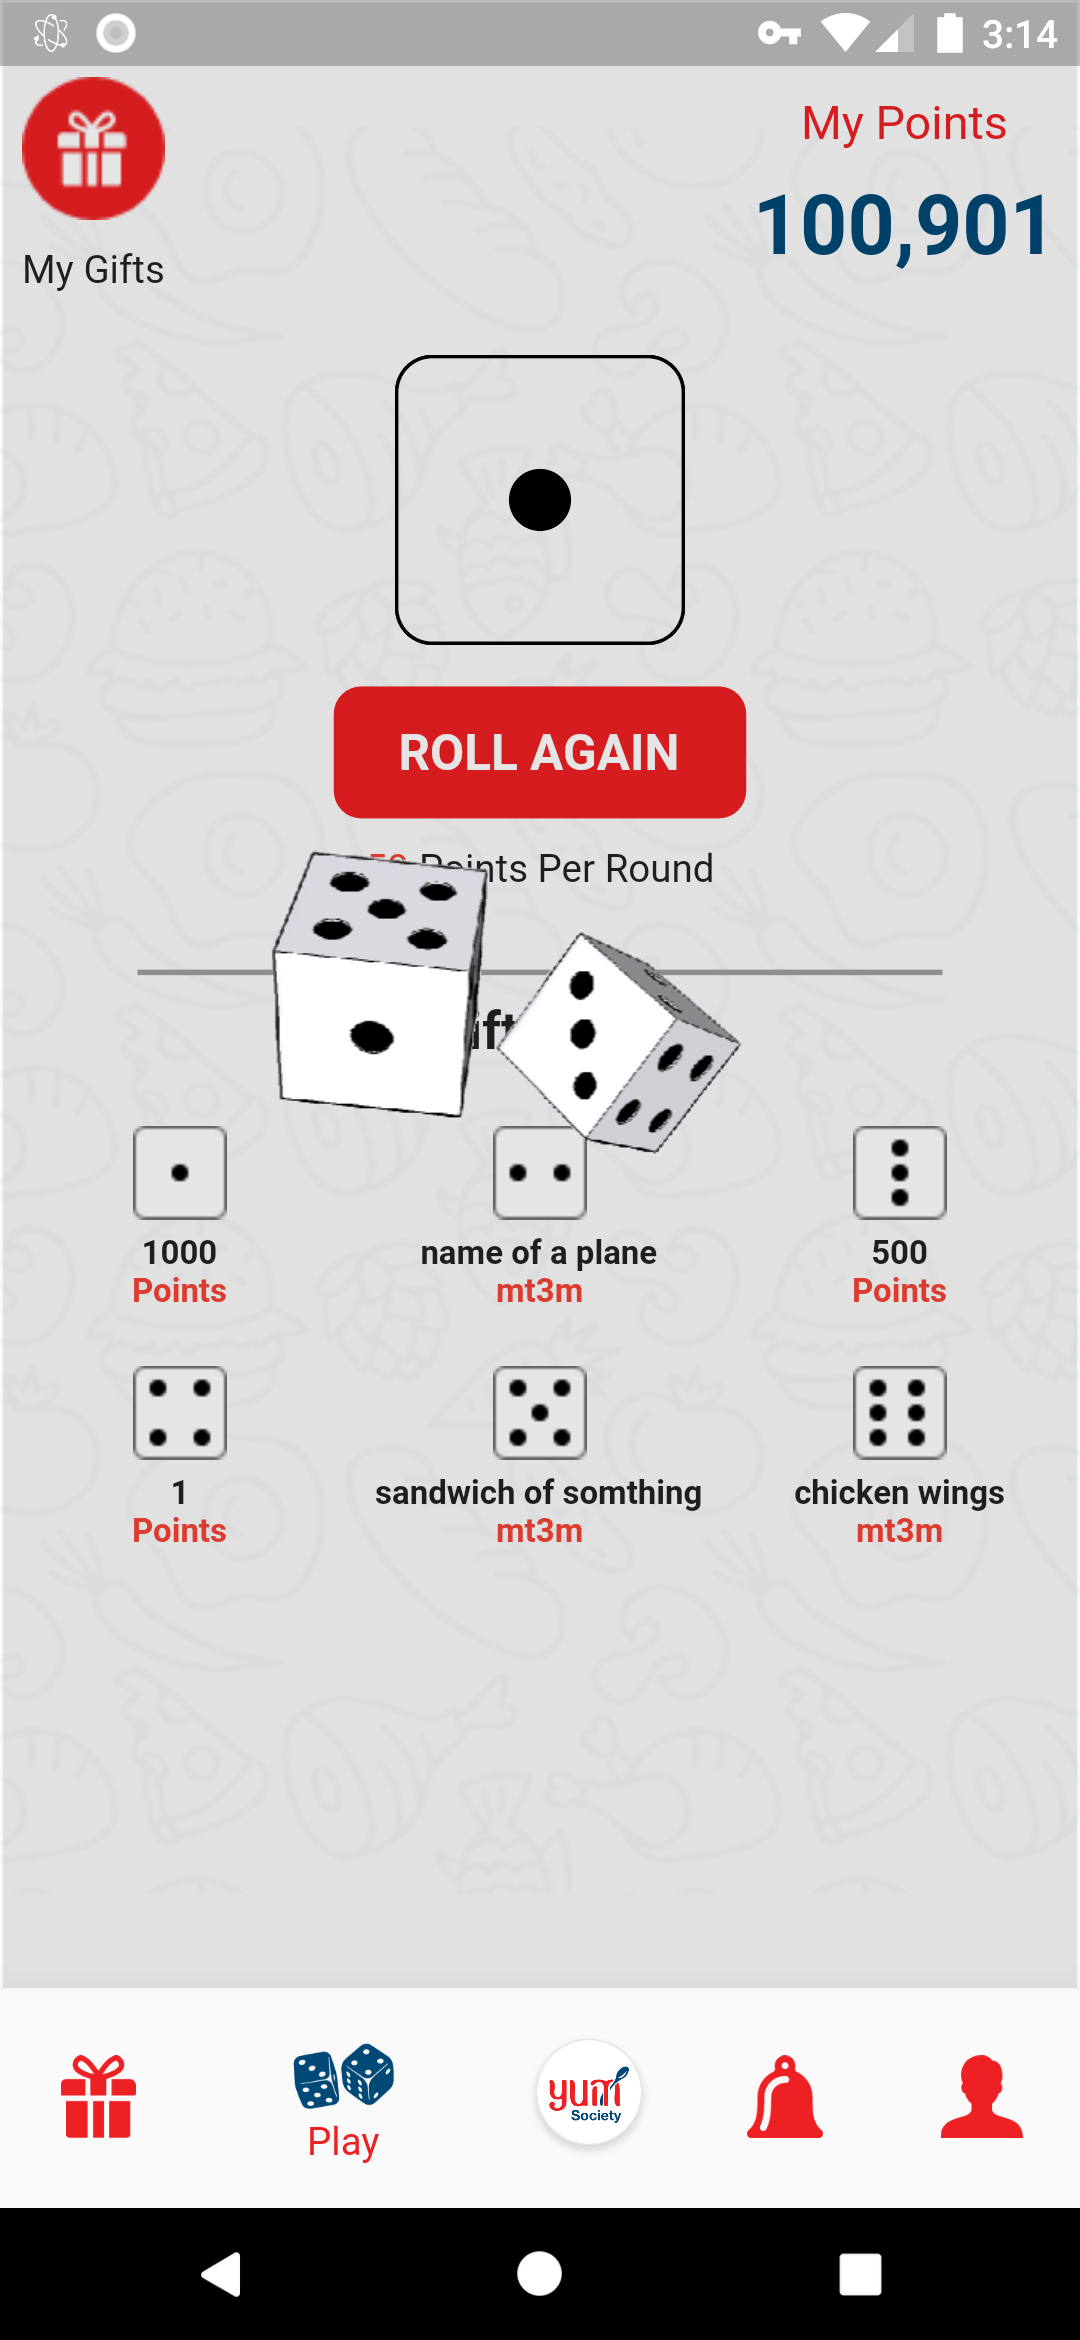 3:14
My Points
100,901
My Gifts
ROLL AGAIN
Points Per Round
1000
Points
name of a plane
mt3m
500
Points
1
Points
sandwich of somthing
mt3m
chicken wings
mt3m
Play
yum
Society